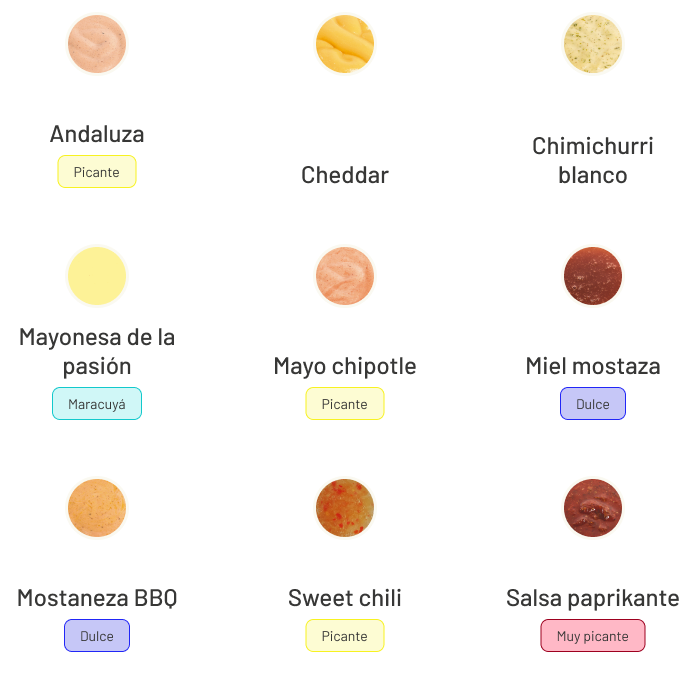 Andaluza
Picante
Cheddar
Chimichurri
blanco
Mayonesa de la
pasión
Maracuyá
Mayo chipotle
Picante
Miel mostaza
Dulce
Mostaneza BBQ
Dulce
Sweet chili
Picante
Salsa paprikante
Muy picante